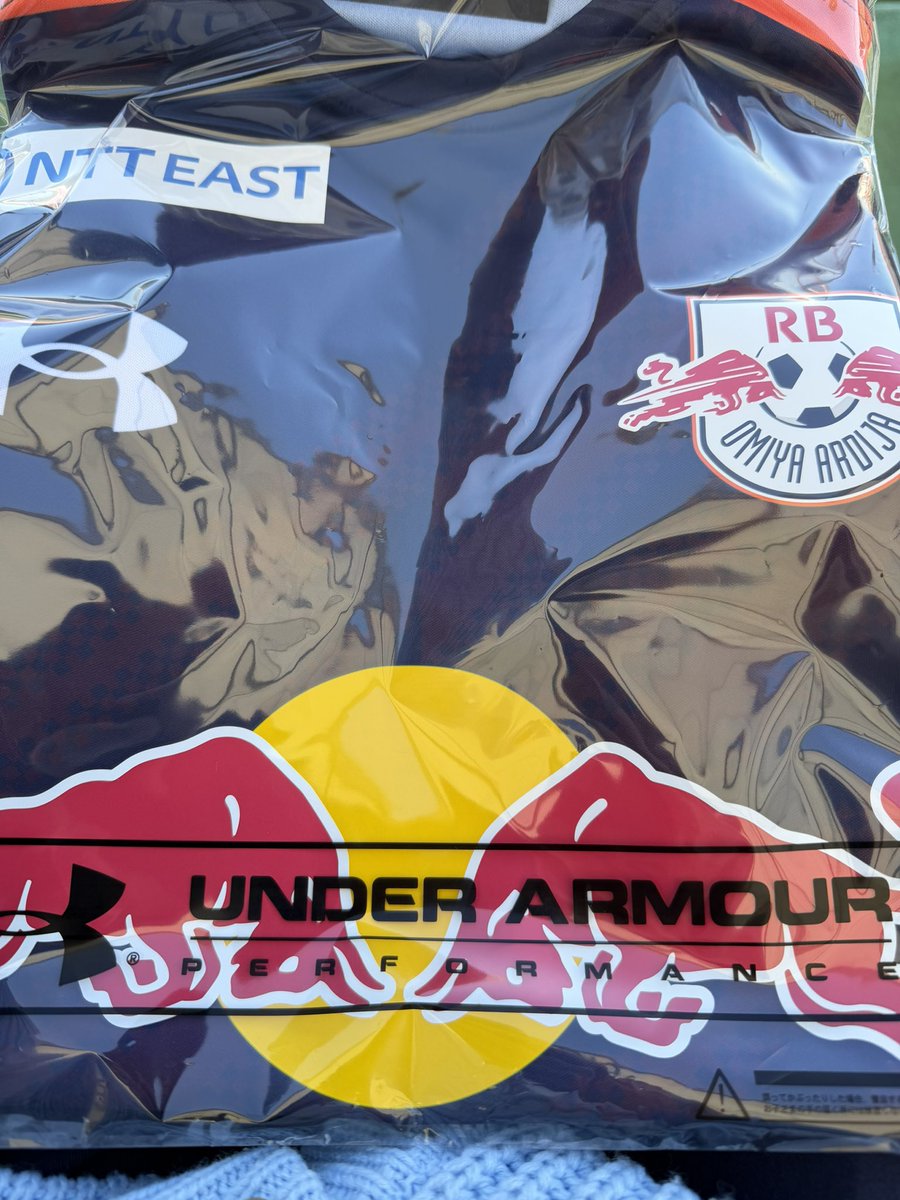 NTT EAST
RB
OMIYA ARDIJA
UNDER ARMOUR
®
PERFORMANCE